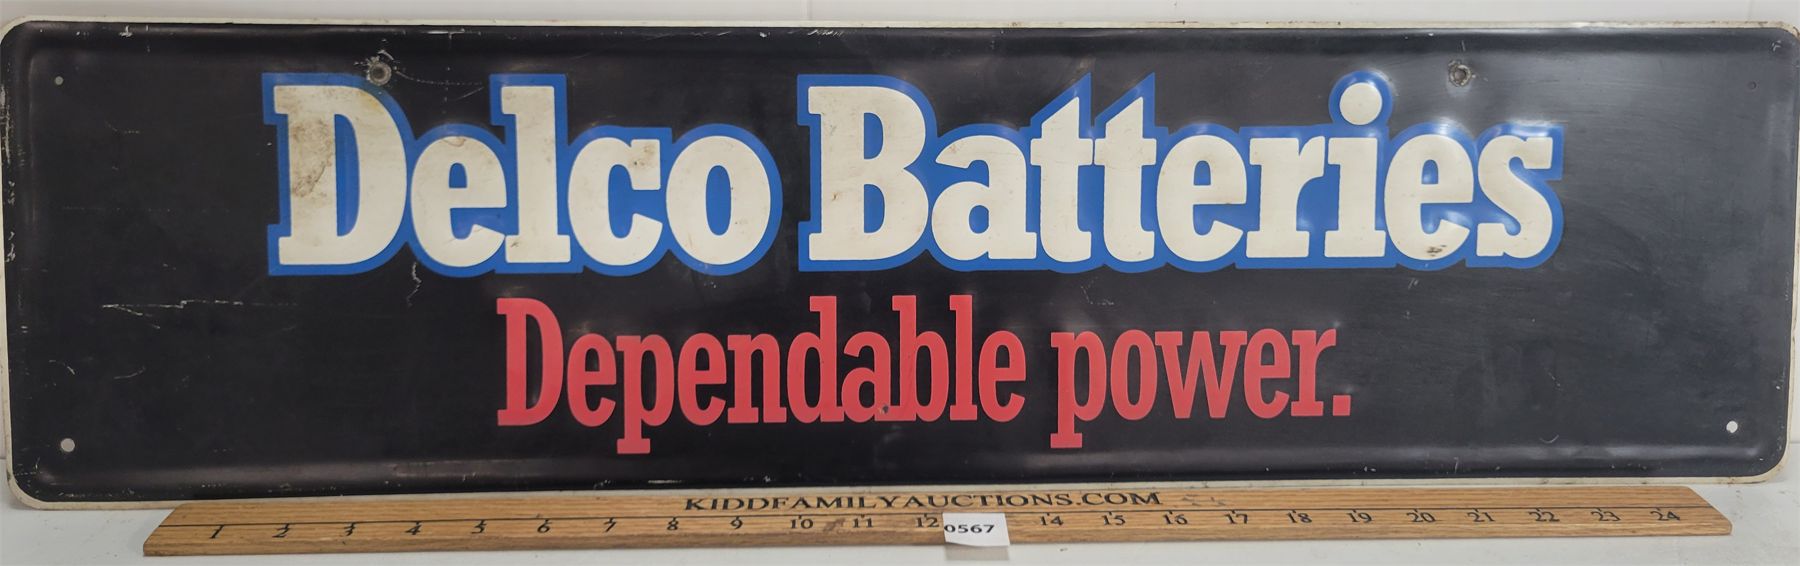 Delco Batteries
Dependable power.
KIDDFAMILYAUCTIONS.COM
1 2 3 4 5 6 7 8 9 10 11 12 14 15 16 17 18 19 20 21 22 23 24
0567